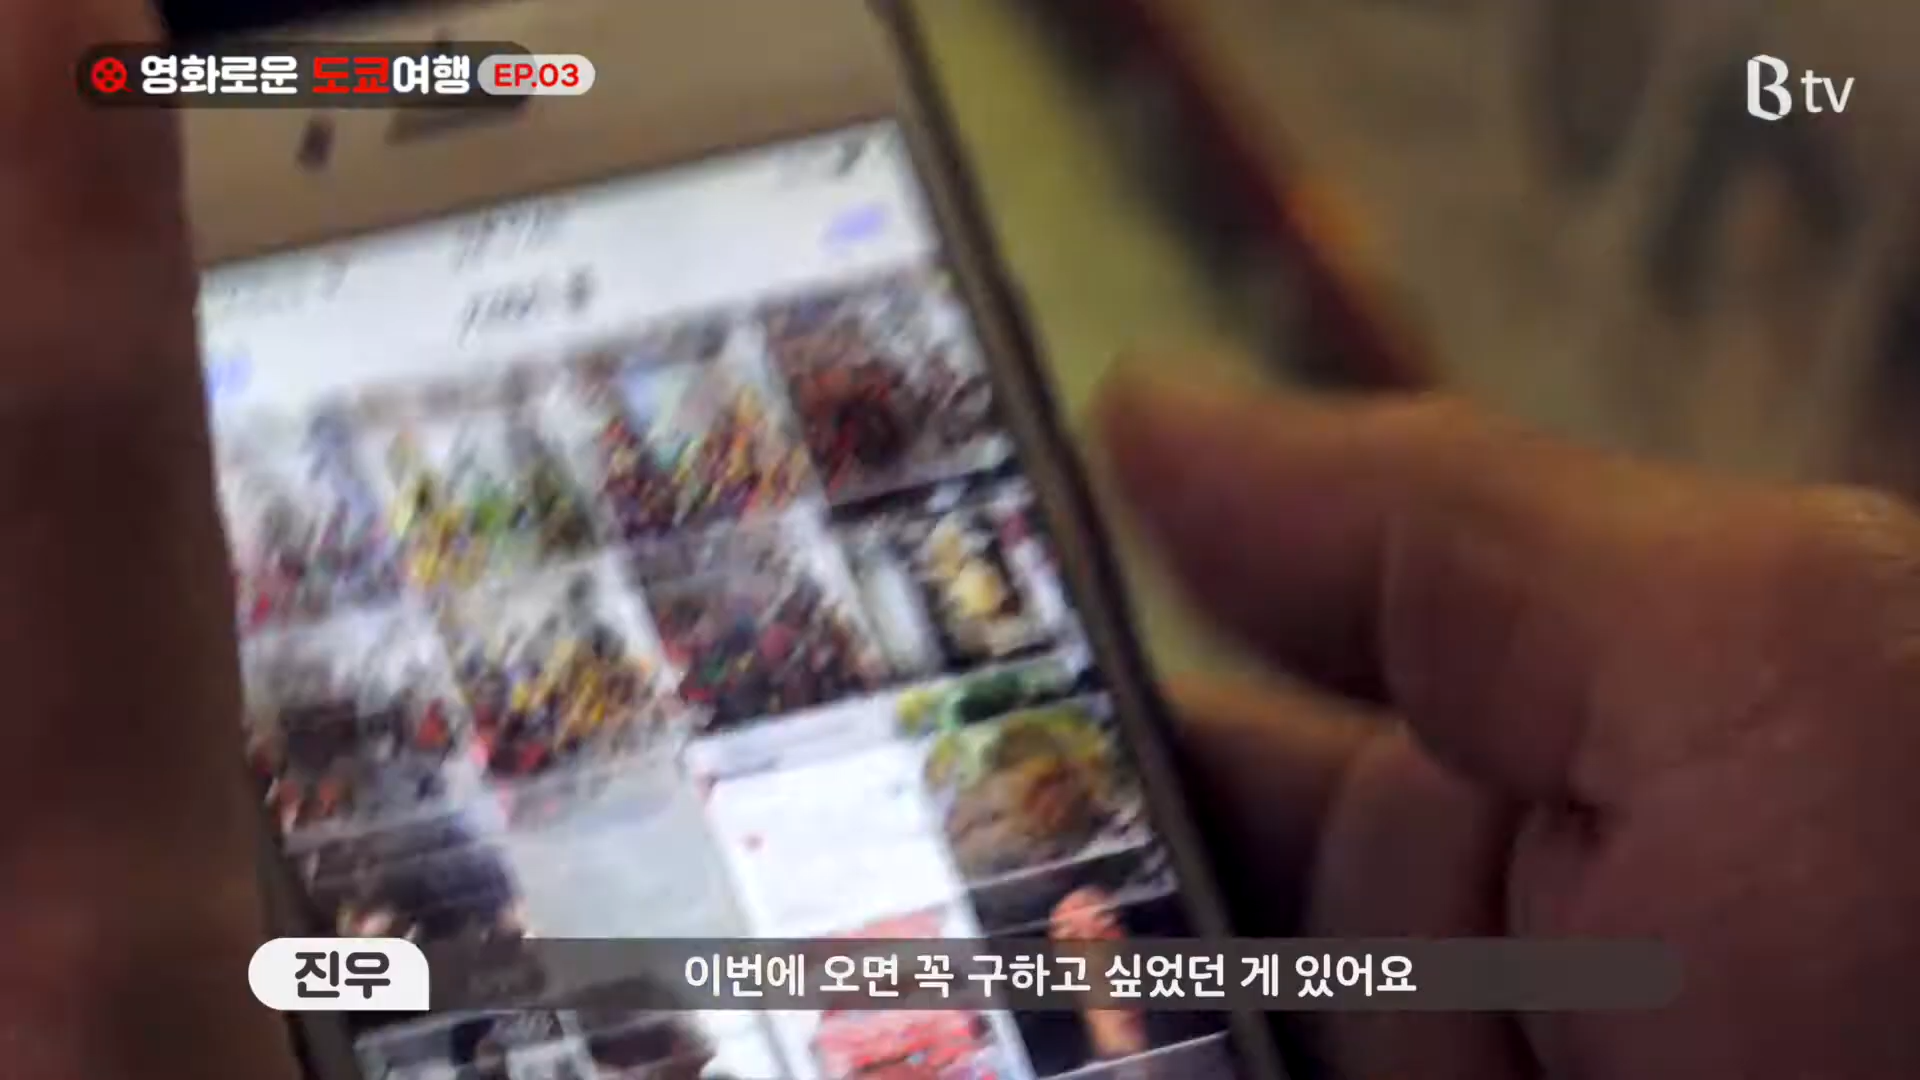 영화로운 도쿄여행 EP.03
B tv
진우
이번에 오면 꼭 구하고 싶었던 게 있어요